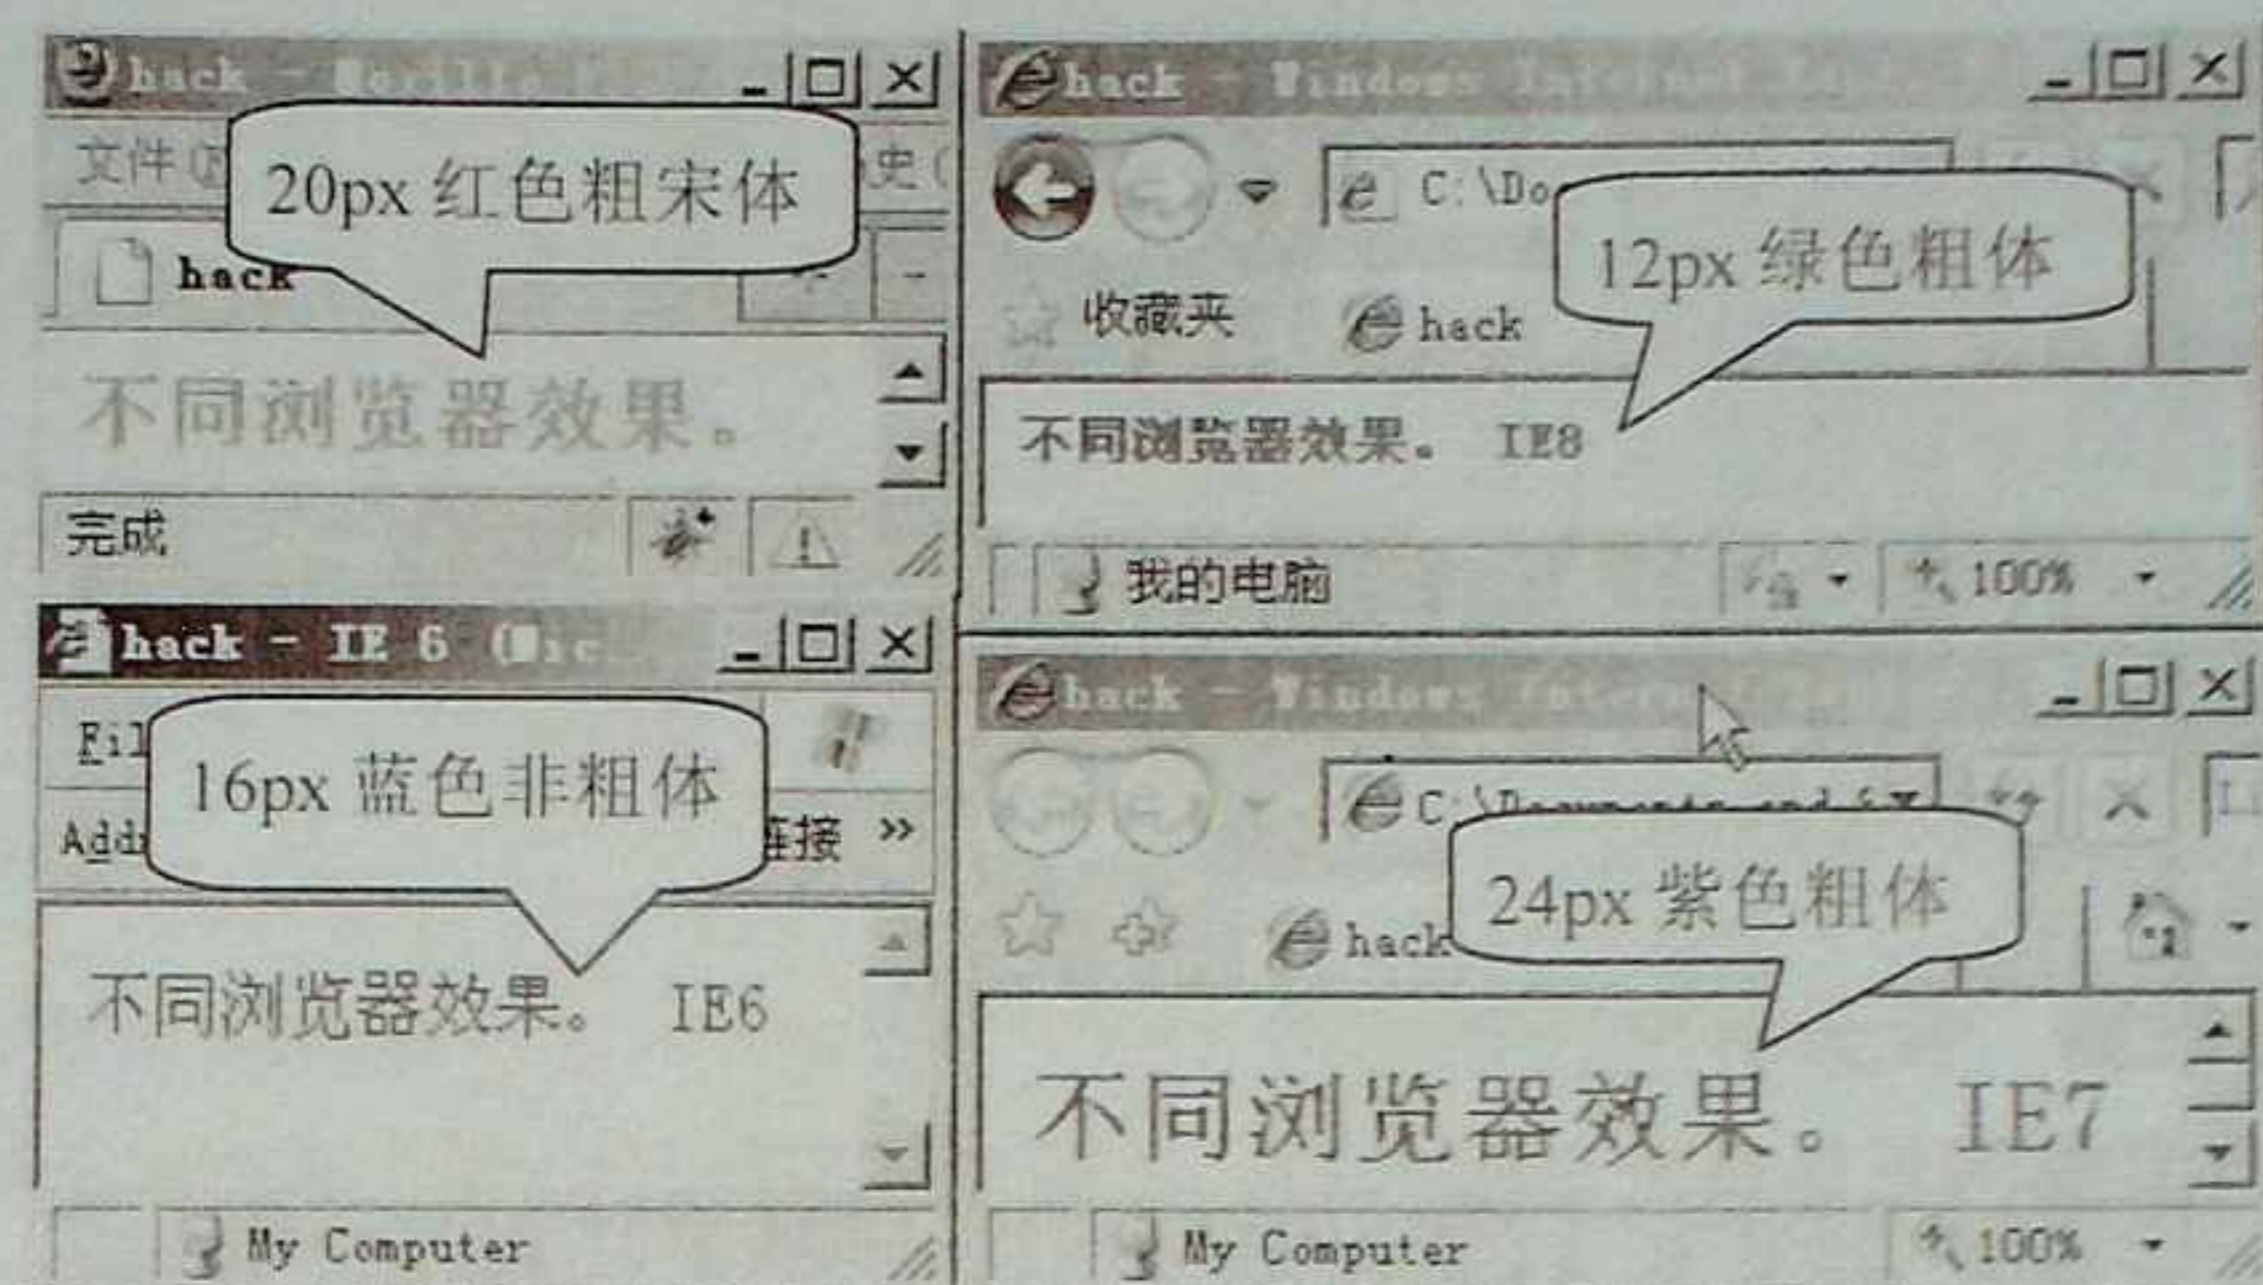 hack -
文件(
史(
20px 红色粗宋体
hack
不同浏览器效果。
完成
hack - Windows Internet
C:\Do
12px 绿色粗体
收藏夹
hack
不同浏览器效果。 IE8
我的电脑
100%
hack - IE 6 (Mic...
Fil
16px 蓝色非粗体
Add
连接 »
不同浏览器效果。 IE6
My Computer
hack - Windows
C:\Documents and S
24px 紫色粗体
hack
不同浏览器效果。 IE7
My Computer
100%